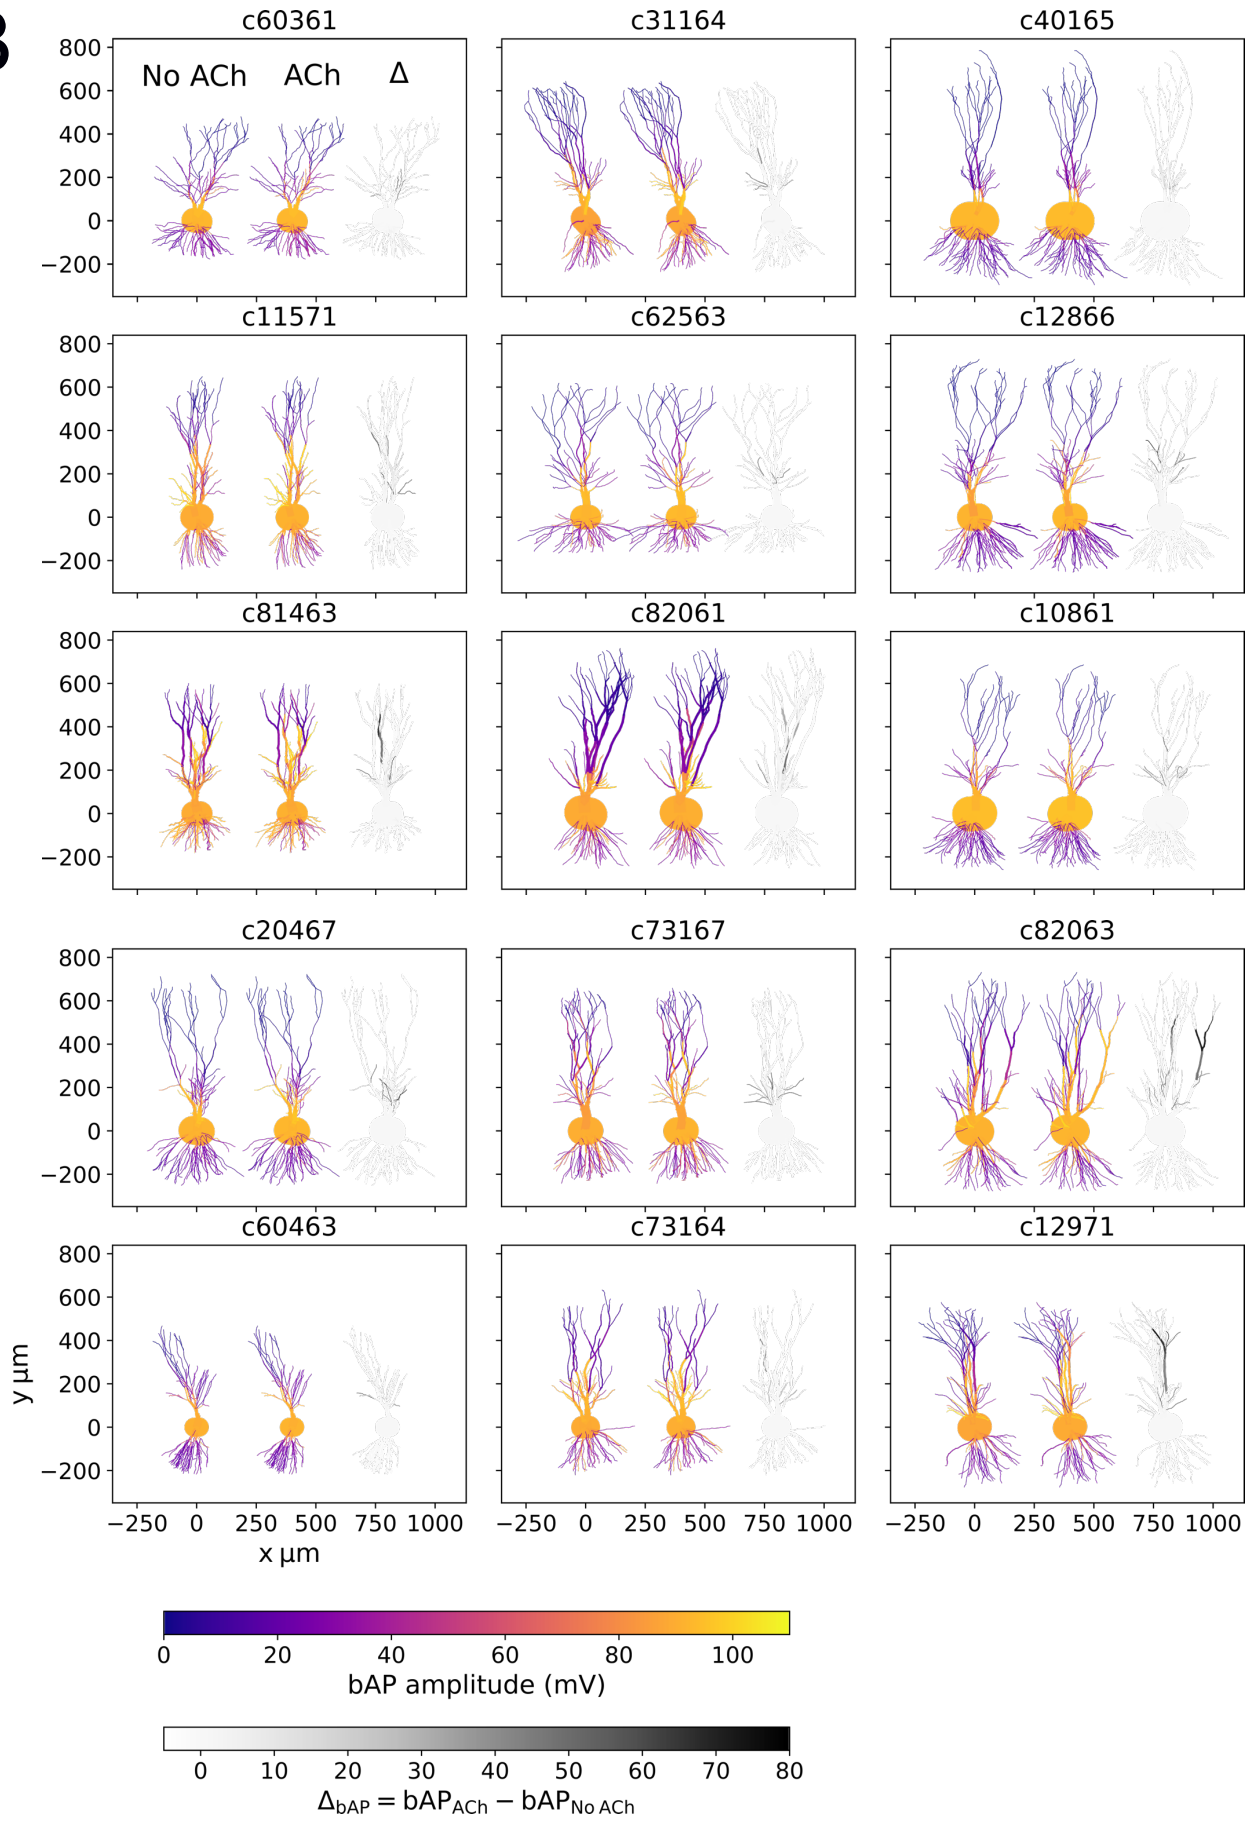 B
c60361 c31164 c40165
No ACh ACh Δ
800
600
400
200
0
−200
c11571 c62563 c12866
800
600
400
200
0
−200
c81463 c82061 c10861
800
600
400
200
0
−200
c20467 c73167 c82063
800
600
400
200
0
−200
c60463 c73164 c12971
800
600
400
200
0
−200
y μm
−250 0 250 500 750 1000 −250 0 250 500 750 1000 −250 0 250 500 750 1000
x μm
0 20 40 60 80 100
bAP amplitude (mV)
0 10 20 30 40 50 60 70 80
Δ_bAP = bAP_ACh − bAP_No ACh